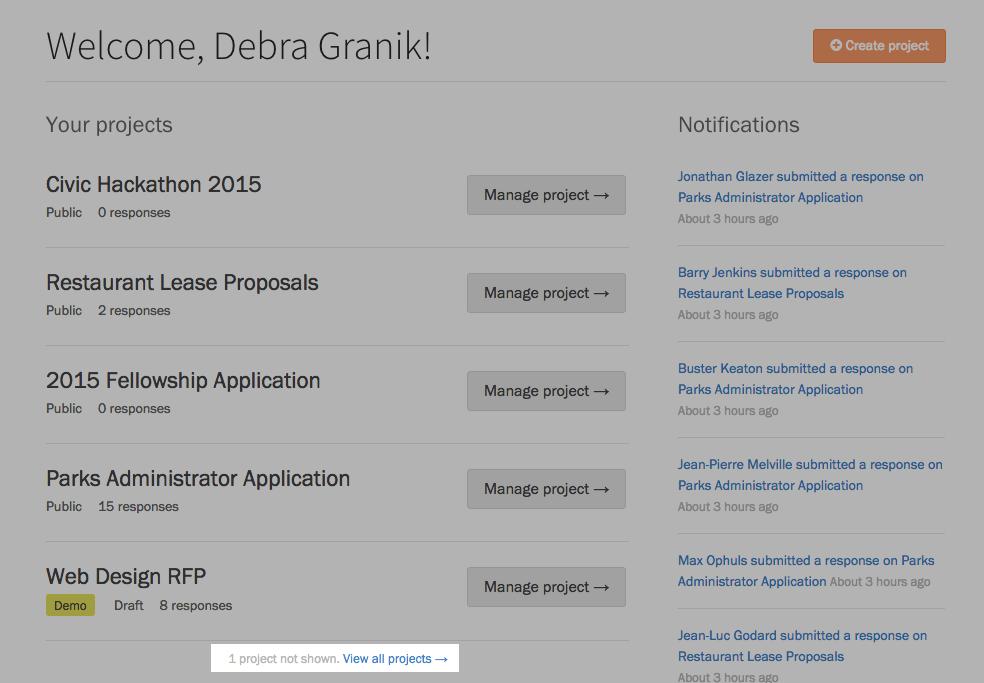 Welcome, Debra Granik!
Create project
Your projects
Civic Hackathon 2015
Public 0 responses
Manage project →
Restaurant Lease Proposals
Public 2 responses
Manage project →
2015 Fellowship Application
Public 0 responses
Manage project →
Parks Administrator Application
Public 15 responses
Manage project →
Web Design RFP
Demo Draft 8 responses
Manage project →
1 project not shown. View all projects →
Notifications
Jonathan Glazer submitted a response on
Parks Administrator Application
About 3 hours ago
Barry Jenkins submitted a response on
Restaurant Lease Proposals
About 3 hours ago
Buster Keaton submitted a response on
Parks Administrator Application
About 3 hours ago
Jean-Pierre Melville submitted a response on
Parks Administrator Application
About 3 hours ago
Max Ophuls submitted a response on Parks
Administrator Application About 3 hours ago
Jean-Luc Godard submitted a response on
Restaurant Lease Proposals
About 3 hours ago